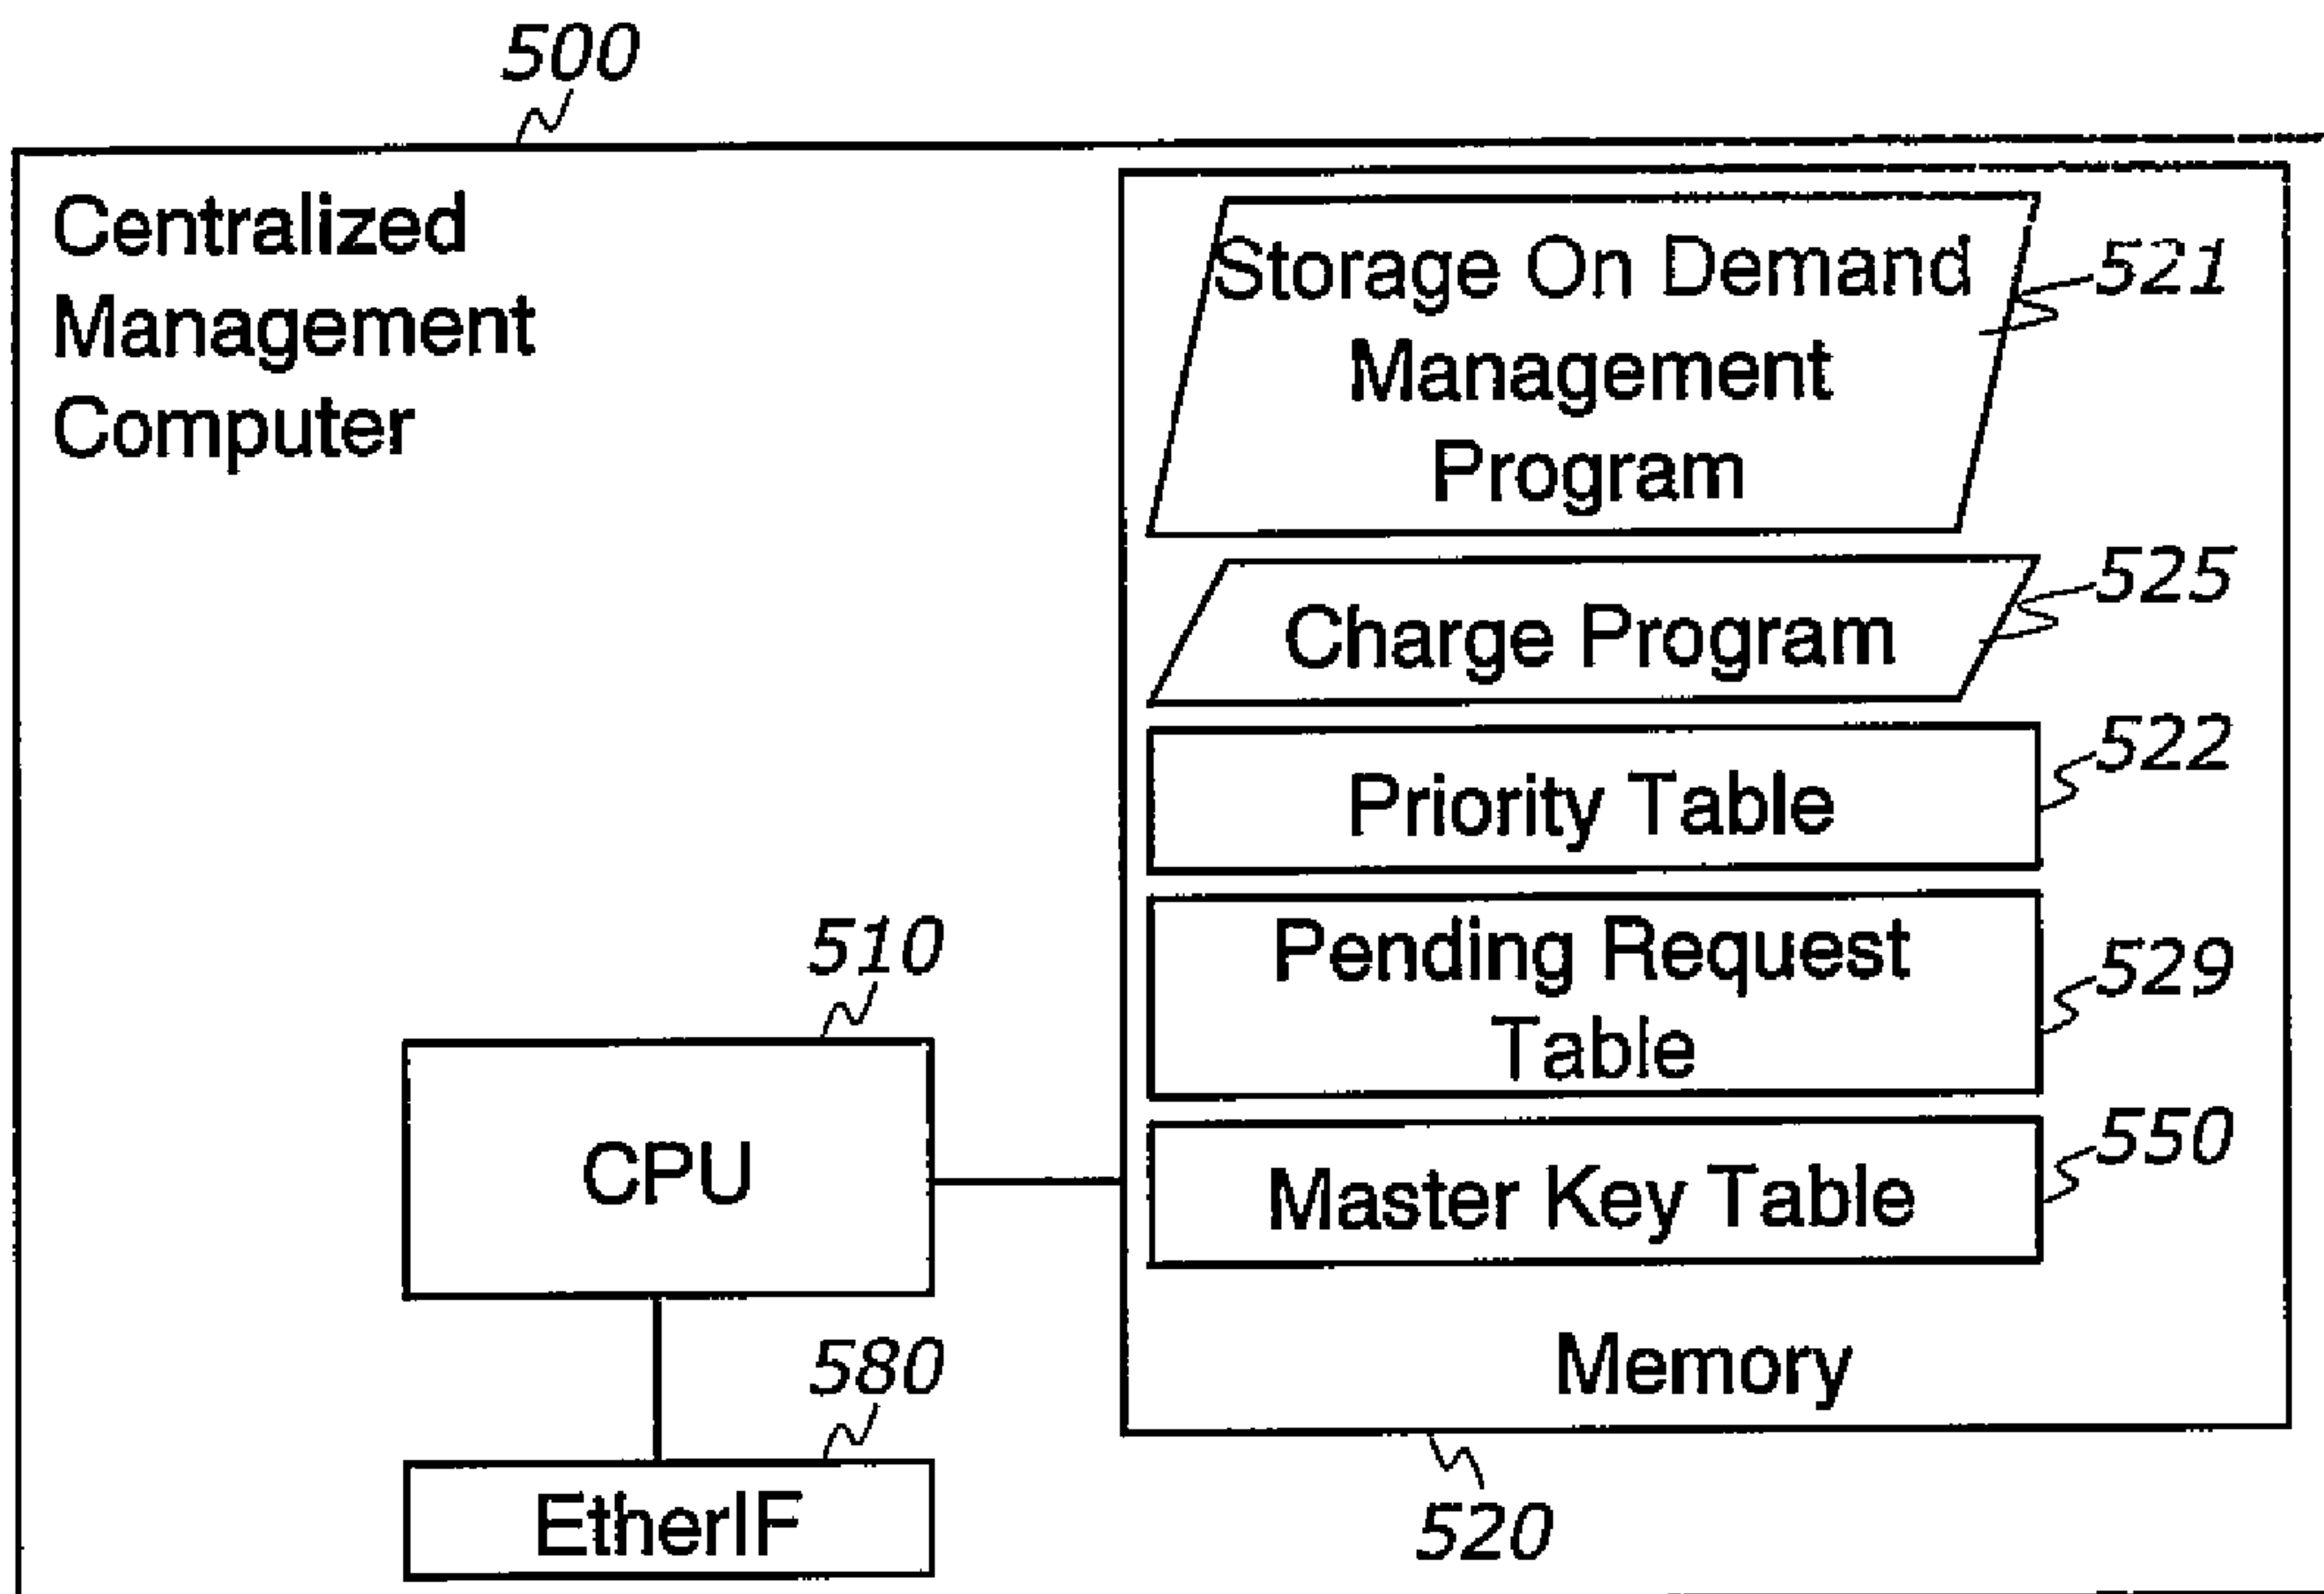 500
Centralized
Management
Computer
Storage On Demand
Management
Program
521
Charge Program
525
Priority Table
522
Pending Request
Table
529
Master Key Table
550
Memory
520
510
CPU
580
EtherIF